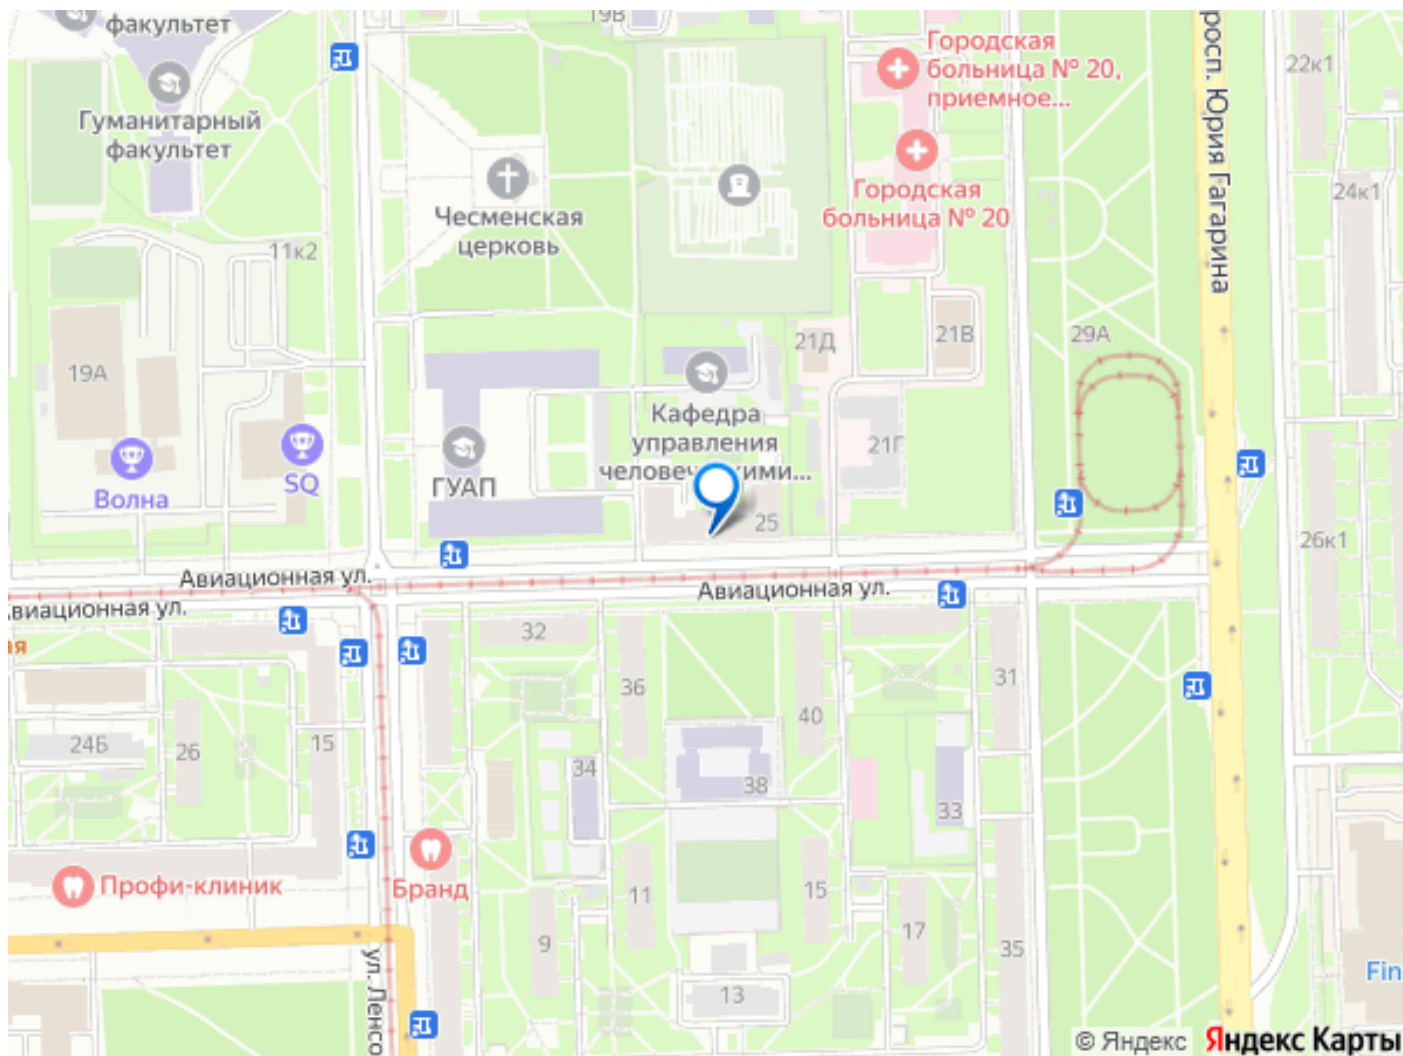 факультет
19В
Городская
больница № 20,
приемное...
22к1
Гуманитарный
факультет
просп. Юрия Гагарина
Чесменская
церковь
Городская
больница № 20
24к1
11к2
21Д
21В
29А
19А
Кафедра
управления
ГУАП
21Г
SQ
Волна
25
26к1
Авиационная ул.
Авиационная ул.
Авиационная ул.
32
31
36
40
24Б
26
15
34
38
33
Профи-клиник
Бранд
11
15
9
17
35
ул. Ленсо
13
Fin
© Яндекс Яндекс Карты